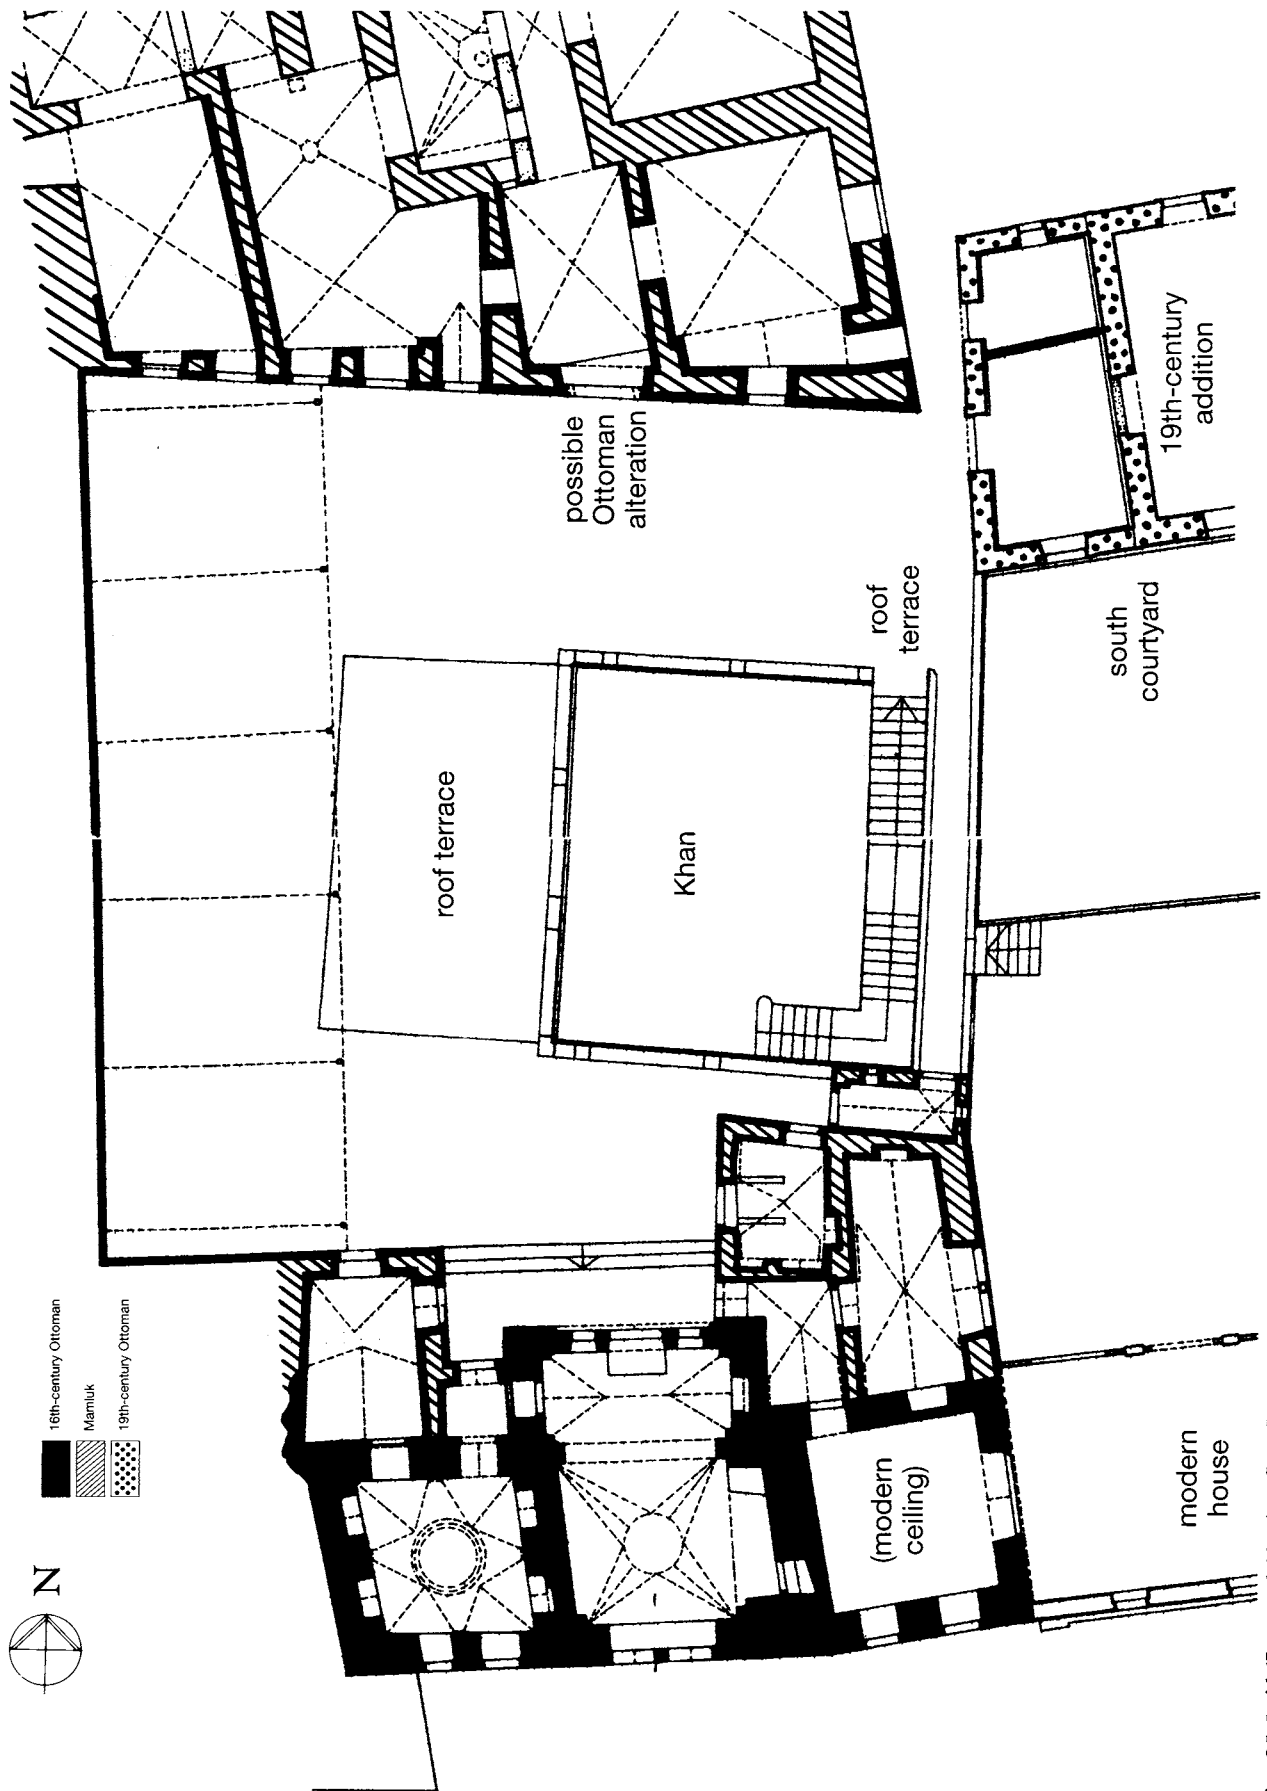 N
16th-century Ottoman
Mamluk
19th-century Ottoman
possible
Ottoman
alteration
19th-century
addition
roof
terrace
south
courtyard
roof terrace
Khan
(modern
ceiling)
modern
house